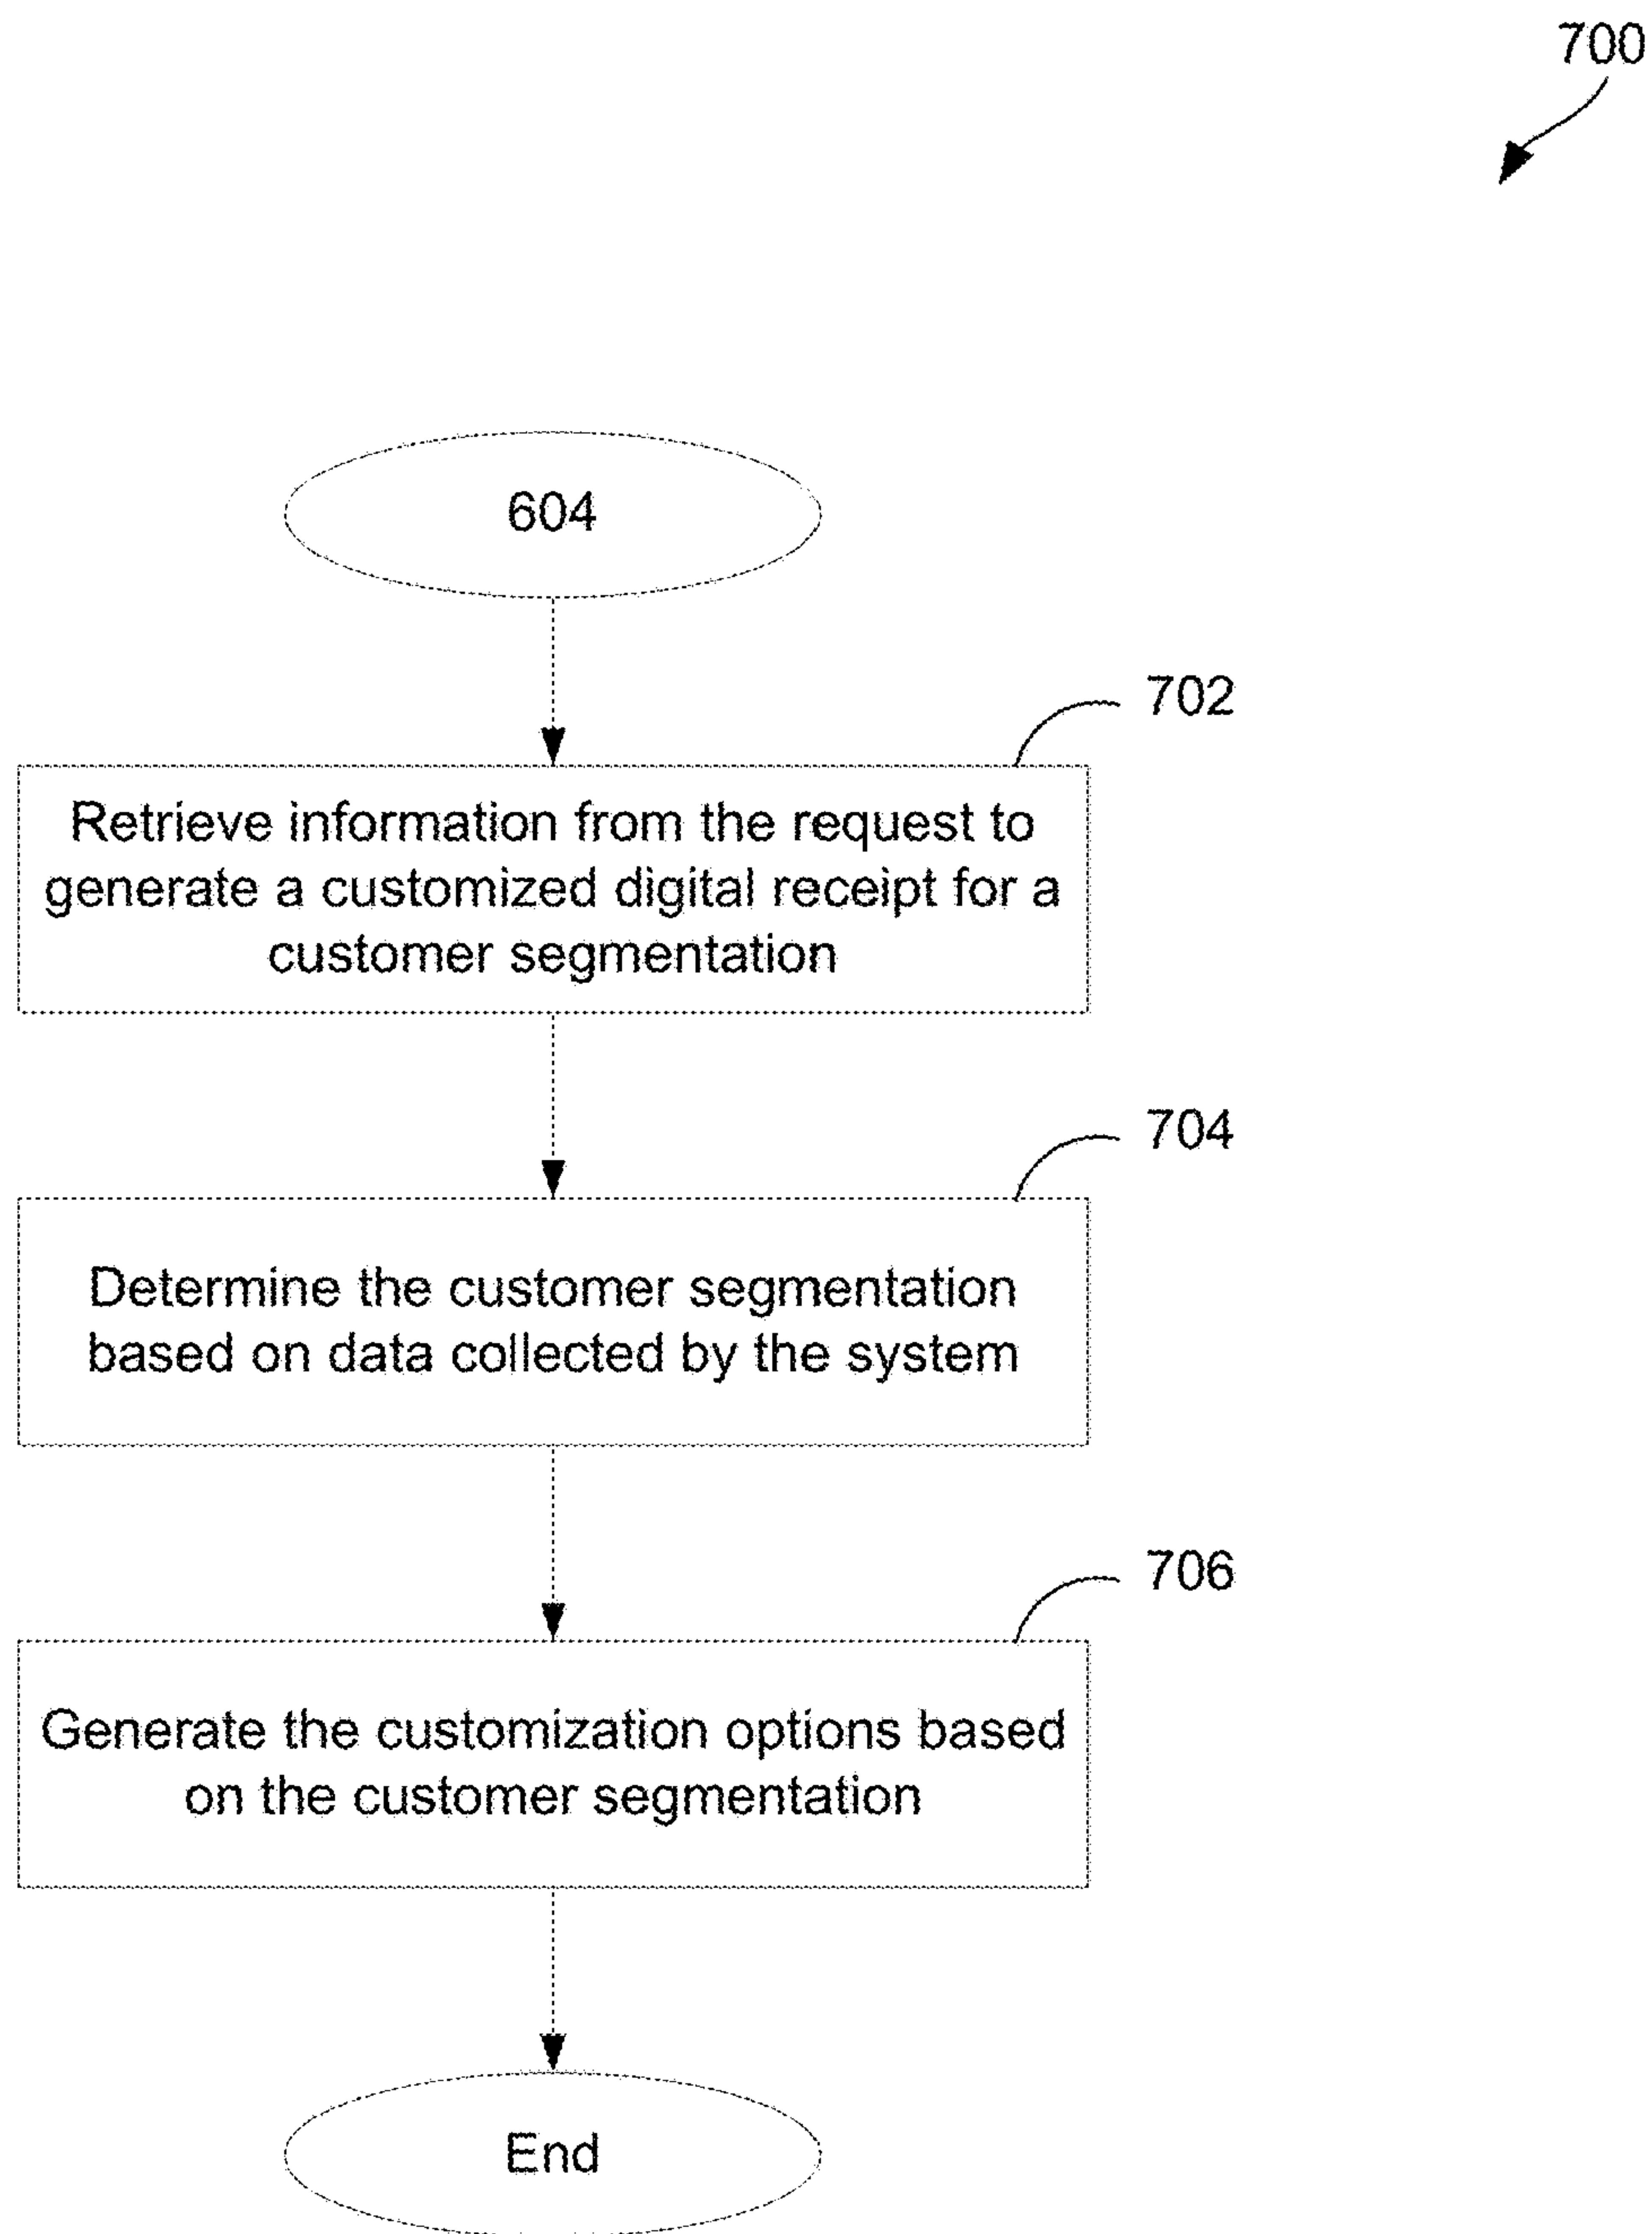 700
604
702
Retrieve information from the request to
generate a customized digital receipt for a
customer segmentation
704
Determine the customer segmentation
based on data collected by the system
706
Generate the customization options based
on the customer segmentation
End